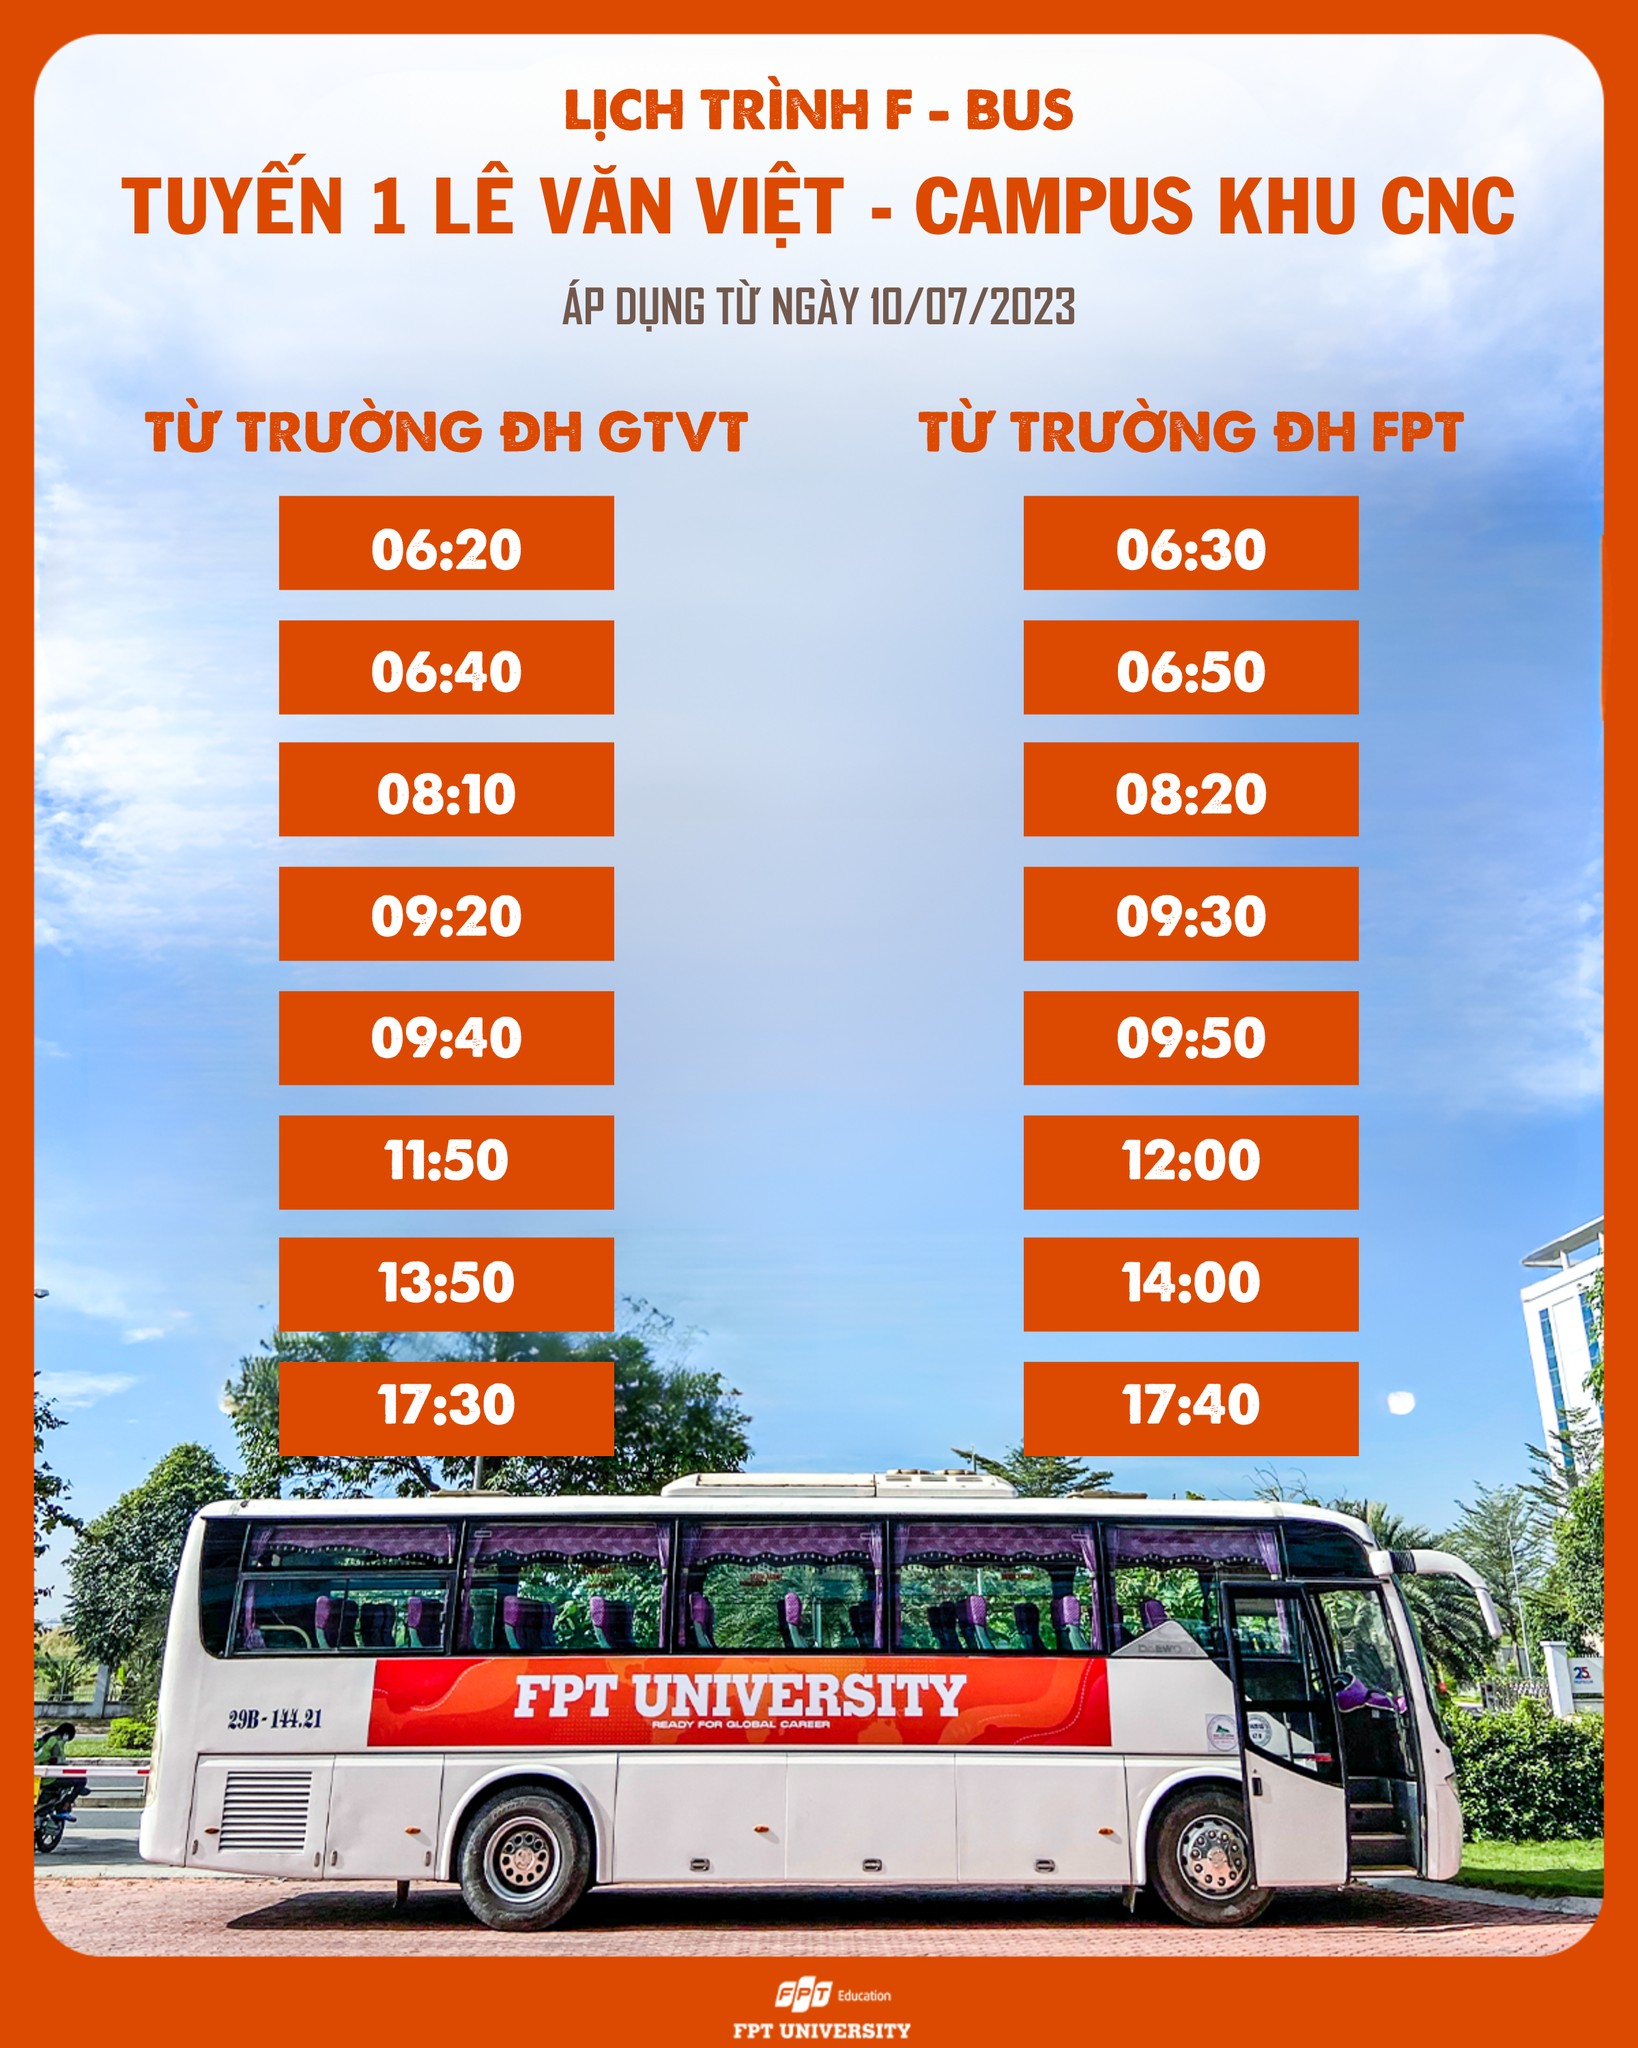 LỊCH TRÌNH F - BUS
TUYẾN 1 LÊ VĂN VIỆT - CAMPUS KHU CNC
ÁP DỤNG TỪ NGÀY 10/07/2023
TỪ TRƯỜNG ĐH GTVT
06:20
06:40
08:10
09:20
09:40
11:50
13:50
17:30
TỪ TRƯỜNG ĐH FPT
06:30
06:50
08:20
09:30
09:50
12:00
14:00
17:40
FPT UNIVERSITY
READY FOR GLOBAL CAREER
29B-144.21
25
FPT Education
FPT UNIVERSITY